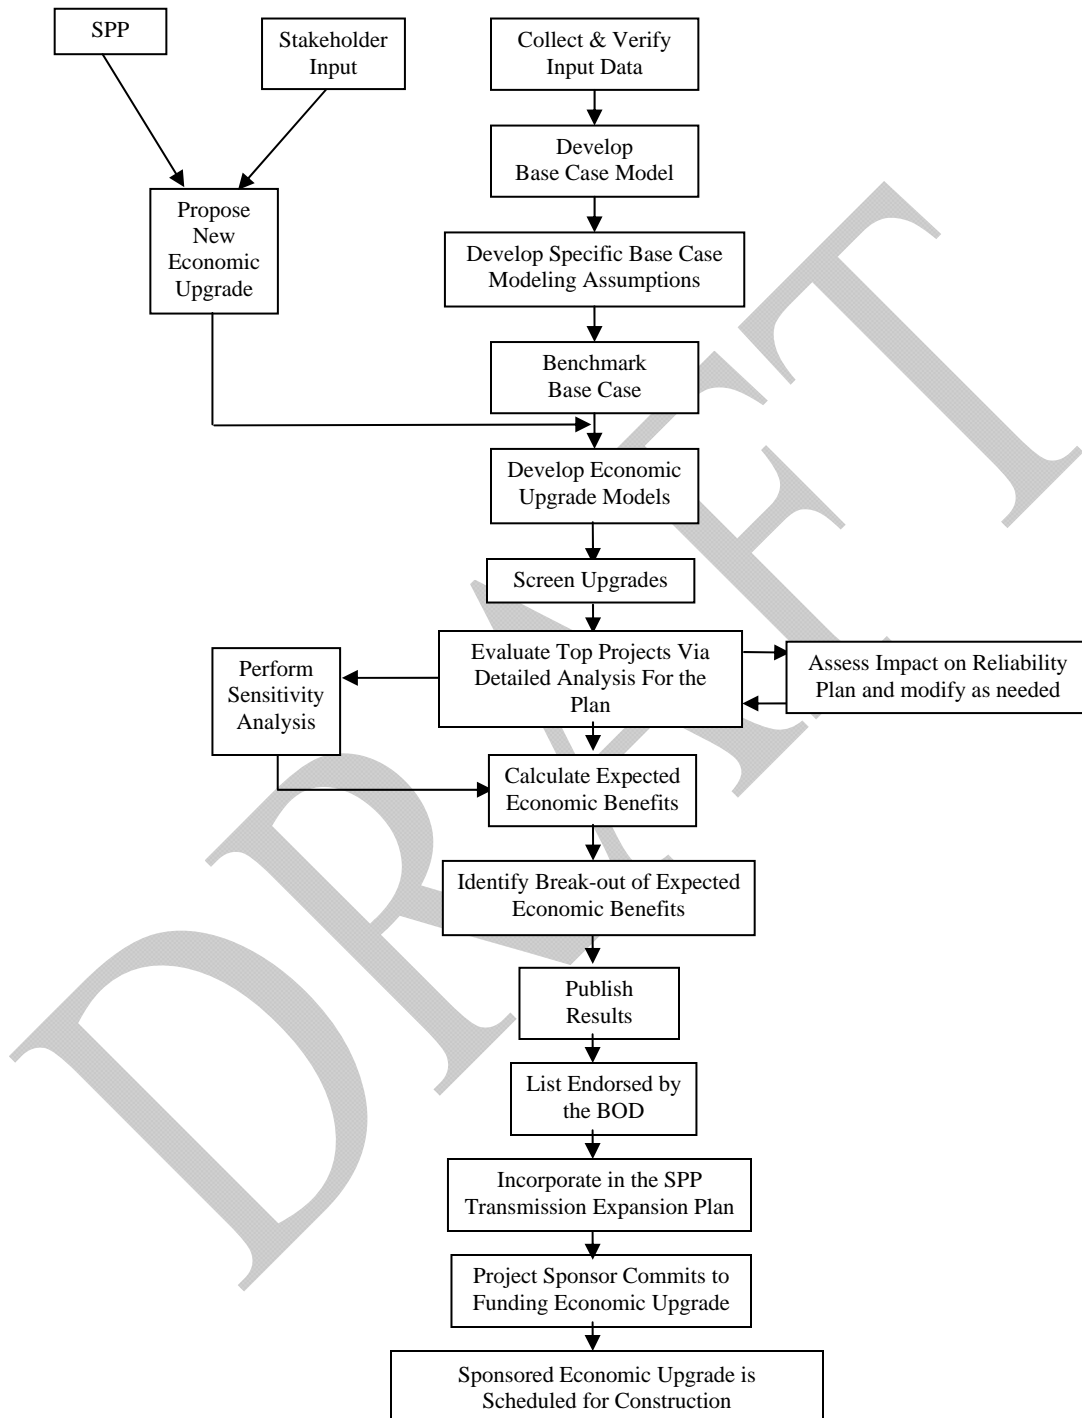 SPP
Stakeholder
Input
Collect & Verify
Input Data
Develop
Base Case Model
Propose
New
Economic
Upgrade
Develop Specific Base Case
Modeling Assumptions
Benchmark
Base Case
Develop Economic
Upgrade Models
Screen Upgrades
Evaluate Top Projects Via
Detailed Analysis For the
Plan
Assess Impact on Reliability
Plan and modify as needed
Perform
Sensitivity
Analysis
Calculate Expected
Economic Benefits
Identify Break-out of Expected
Economic Benefits
Publish
Results
List Endorsed by
the BOD
Incorporate in the SPP
Transmission Expansion Plan
Project Sponsor Commits to
Funding Economic Upgrade
Sponsored Economic Upgrade is
Scheduled for Construction
DRAFT